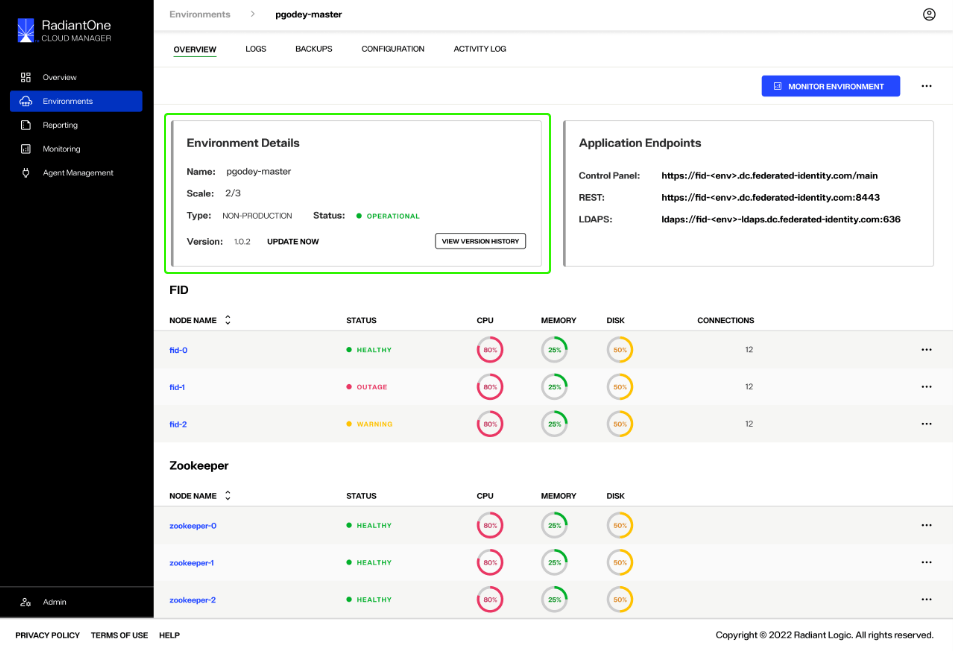 RadiantOne
CLOUD MANAGER
Overview
Environments
Reporting
Monitoring
Agent Management
Admin
Environments > pgodey-master
OVERVIEW LOGS BACKUPS CONFIGURATION ACTIVITY LOG
MONITOR ENVIRONMENT ...
Environment Details
Name: pgodey-master
Scale: 2/3
Type: NON-PRODUCTION Status: OPERATIONAL
Version: 1.0.2 UPDATE NOW VIEW VERSION HISTORY
Application Endpoints
Control Panel: https://fid-<env>.dc.federated-identity.com/main
REST: https://fid-<env>.dc.federated-identity.com:8443
LDAPS: ldaps://fid-<env>-ldaps.dc.federated-identity.com:636
FID
NODE NAME STATUS CPU MEMORY DISK CONNECTIONS
fid-0 HEALTHY 80% 25% 50% 12 ...
fid-1 OUTAGE 80% 25% 50% 12 ...
fid-2 WARNING 80% 25% 50% 12 ...
Zookeeper
NODE NAME STATUS CPU MEMORY DISK
zookeeper-0 HEALTHY 80% 25% 50% ...
zookeeper-1 HEALTHY 80% 25% 50% ...
zookeeper-2 HEALTHY 80% 25% 50% ...
PRIVACY POLICY TERMS OF USE HELP Copyright © 2022 Radiant Logic. All rights reserved.